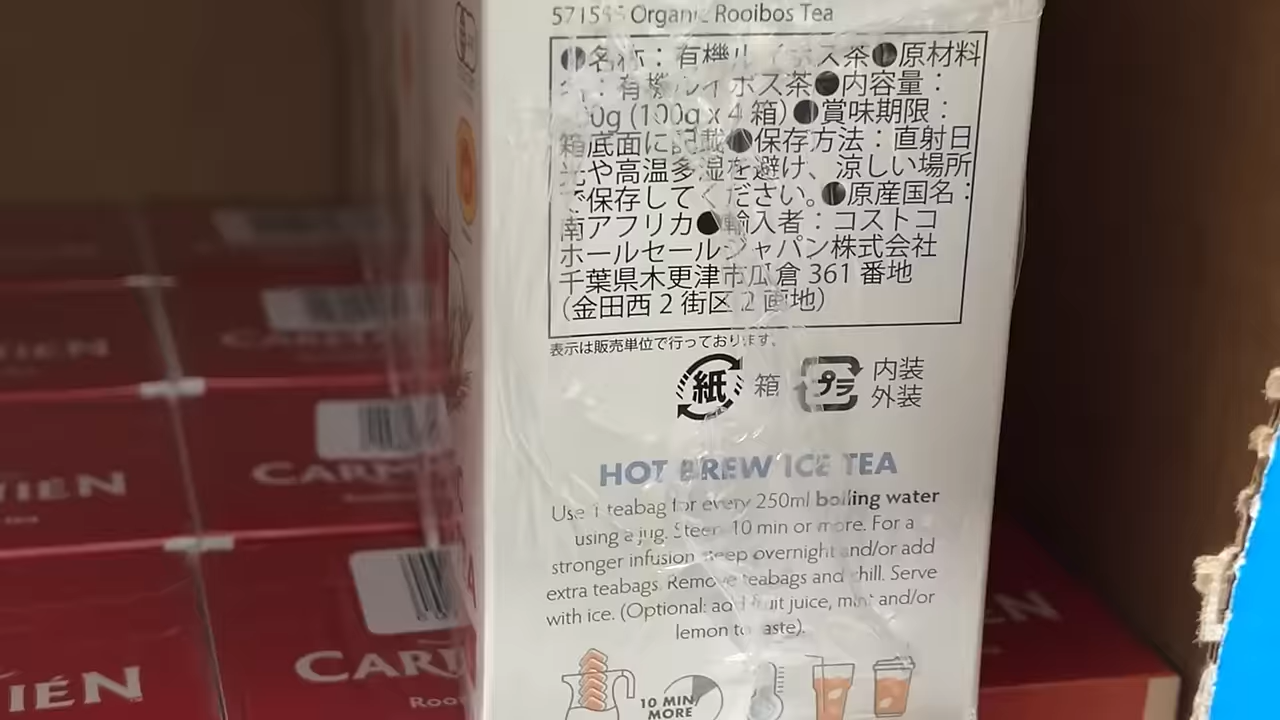 Organic Rooibos Tea
●名称：有機ル イボス茶●原材料
名：有機ルイボス茶●内容量：
00g (100g x 4 箱) ●賞味期限：
箱底面に記載●保存方法：直射日
光や高温多湿を避け、涼しい場所
で保存してください。●原産国名：
南アフリカ●輸入者：コストコ
ホールセールジャパン株式会社
千葉県木更津市瓜倉 361 番地
（金田西 2 街区 2 画地）
表示は販売単位で行っております。
紙 箱 プラ 内装
外装
HOT BREW ICE TEA
Use 1 teabag for every 250ml boiling water
using a jug. Steep 10 min or more. For a
stronger infusion steep overnight and/or add
extra teabags. Remove teabags and chill. Serve
with ice. (Optional: add fruit juice, mint and/or
lemon to taste).
10 MIN/
MORE
CARM
IÉN
CARM
IÉN
CARI
Roo